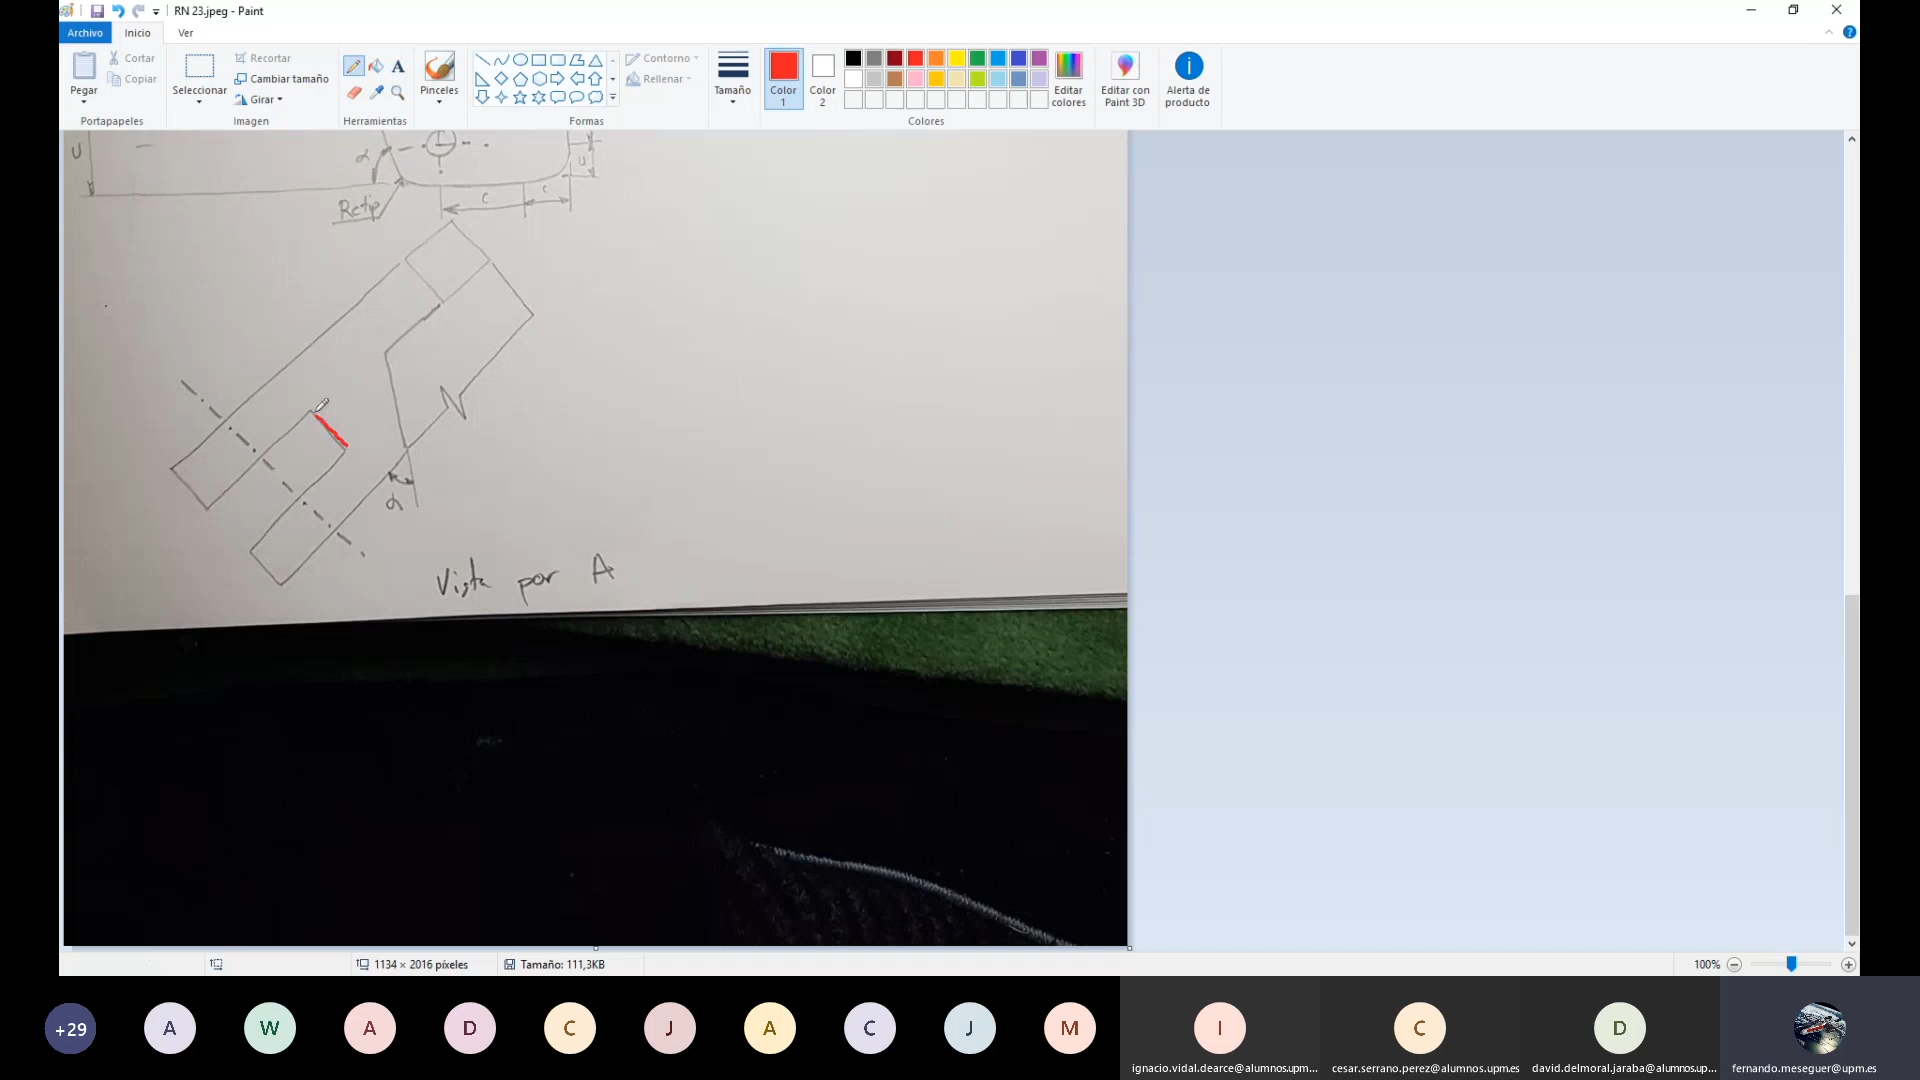 RN 23.jpeg - Paint
Archivo Inicio Ver
Pegar
Cortar
Copiar
Portapapeles
Seleccionar
Recortar
Cambiar tamaño
Girar
Imagen
A
Herramientas
Pinceles
Formas
Contorno
Rellenar
Tamaño
Color 1
Color 2
Editar colores
Colores
Editar con Paint 3D
Alerta de producto
U
α
U
C
r
α
Vista por A
1134 × 2016 píxeles
Tamaño: 111,3KB
100%
+29 A W A D C J A C J M I C D
ignacio.vidal.dearce@alumnos.upm...
cesar.serrano.perez@alumnos.upm.es
david.delmoral.jaraba@alumnos.up...
fernando.meseguer@upm.es